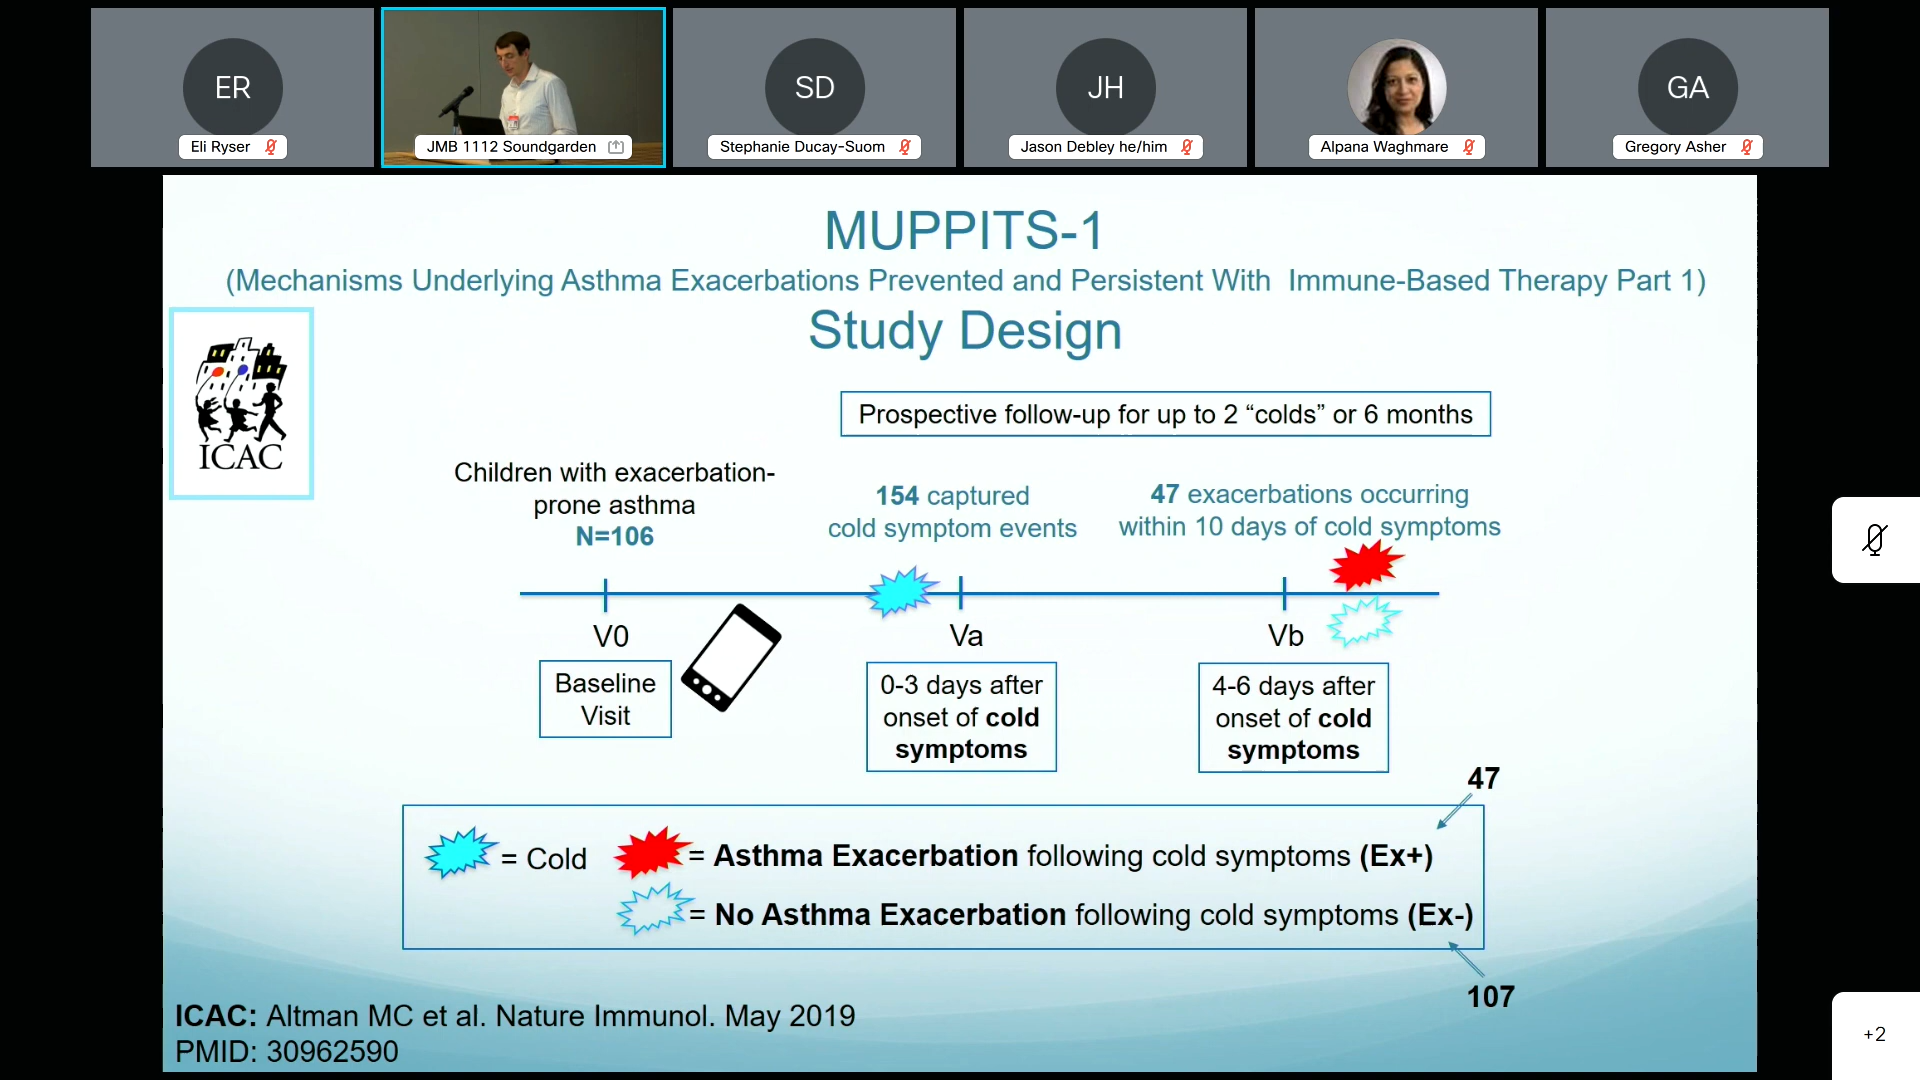 ER
SD
JH
GA
Eli Ryser
JMB 1112 Soundgarden
Stephanie Ducay-Suom
Jason Debley he/him
Alpana Waghmare
Gregory Asher
MUPPITS-1
(Mechanisms Underlying Asthma Exacerbations Prevented and Persistent With Immune-Based Therapy Part 1)
Study Design
ICAC
Prospective follow-up for up to 2 “colds” or 6 months
Children with exacerbation-
prone asthma
N=106
154 captured
cold symptom events
47 exacerbations occurring
within 10 days of cold symptoms
V0
Va
Vb
Baseline
Visit
0-3 days after
onset of cold
symptoms
4-6 days after
onset of cold
symptoms
47
= Cold
= Asthma Exacerbation following cold symptoms (Ex+)
= No Asthma Exacerbation following cold symptoms (Ex-)
107
ICAC: Altman MC et al. Nature Immunol. May 2019
PMID: 30962590
+2